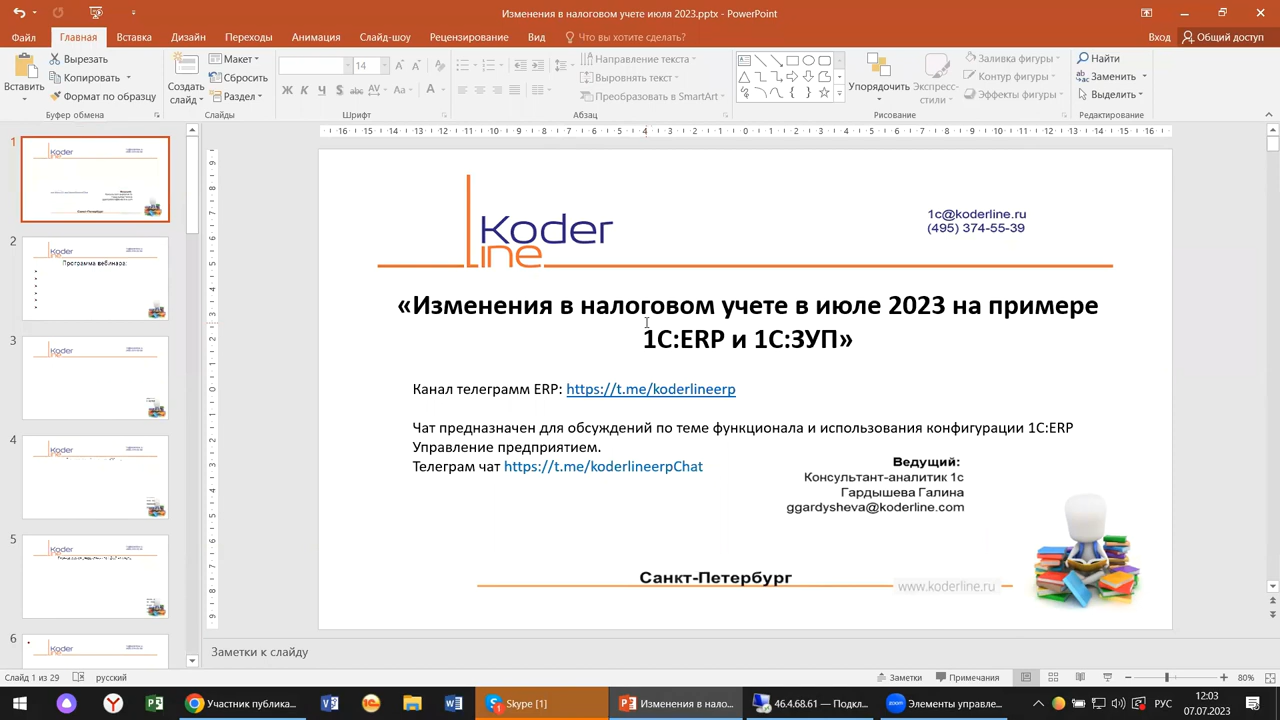 Изменения в налоговом учете июля 2023.pptx - PowerPoint
Файл Главная Вставка Дизайн Переходы Анимация Слайд-шоу Рецензирование Вид Что вы хотите сделать? Вход Общий доступ
Вырезать Макет 14 Направление текста Заливка фигуры Найти
Копировать Сбросить Выровнять текст Контур фигуры Заменить
Вставить Формат по образцу Создать слайд Раздел Преобразовать в SmartArt Упорядочить Экспресс-стили Эффекты фигуры Выделить
Буфер обмена Слайды Шрифт Абзац Рисование Редактирование
1
2
Программа вебинара:
3
4
5
6
Koder
line
1c@koderline.ru
(495) 374-55-39
«Изменения в налоговом учете в июле 2023 на примере
1С:ERP и 1С:ЗУП»
Канал телеграмм ERP: https://t.me/koderlineerp
Чат предназначен для обсуждений по теме функционала и использования конфигурации 1С:ERP
Управление предприятием.
Телеграм чат https://t.me/koderlineerpChat
Ведущий:
Консультант-аналитик 1с
Гардышева Галина
ggardysheva@koderline.com
Санкт-Петербург
www.koderline.ru
Заметки к слайду
Слайд 1 из 29 русский Заметки Примечания 80%
Участник публика... Skype [1] Изменения в нало... 46.4.68.61 — Подкл... Элементы управле... РУС 12:03
07.07.2023